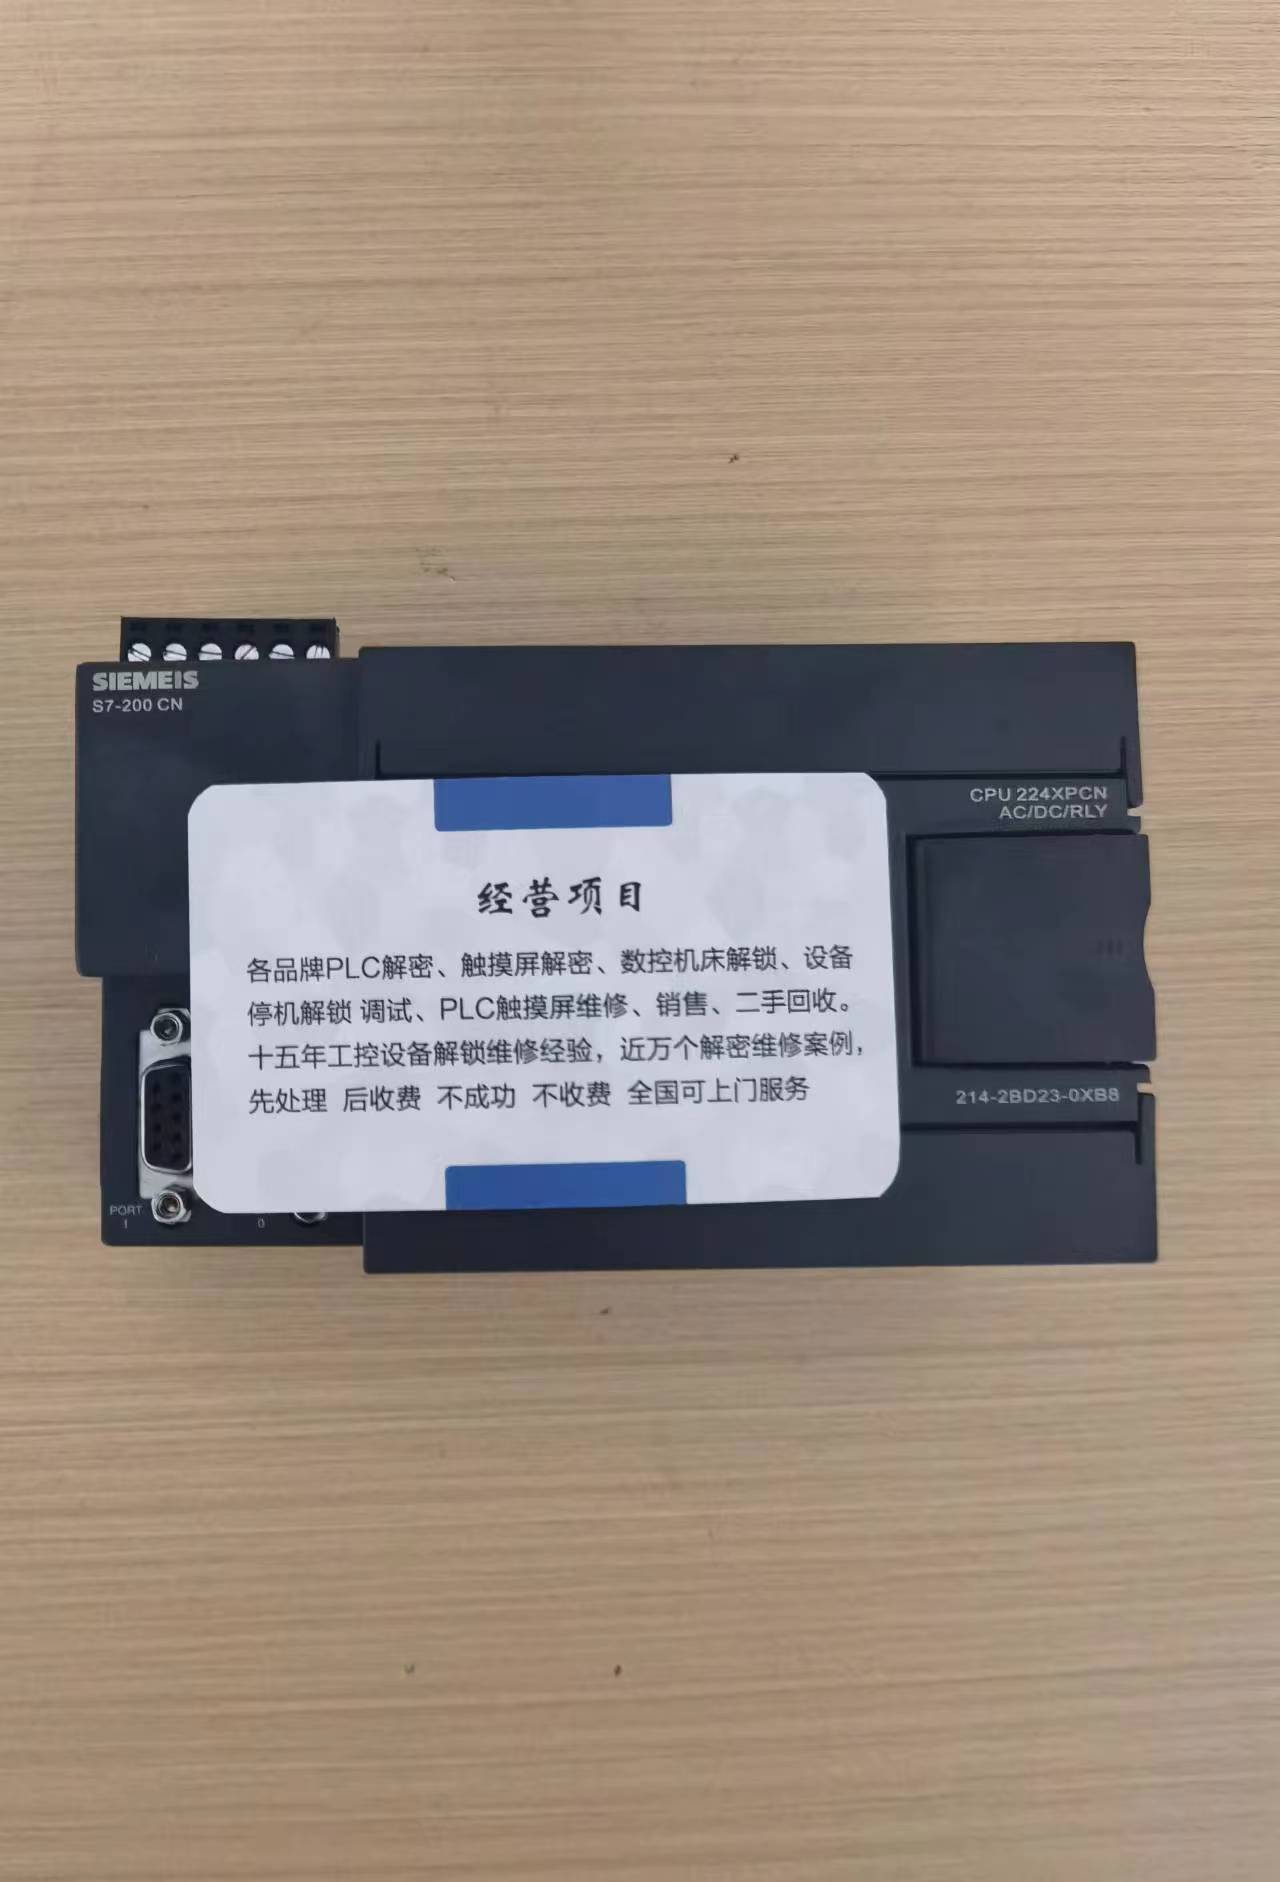 SIEMEIS
S7-200 CN
CPU 224XPCN
AC/DC/RLY
经营项目
各品牌PLC解密、触摸屏解密、数控机床解锁、设备
停机解锁 调试、PLC触摸屏维修、销售、二手回收。
十五年工控设备解锁维修经验，近万个解密维修案例，
先处理 后收费 不成功 不收费 全国可上门服务
214-2BD23-0XB8
PORT
1
0